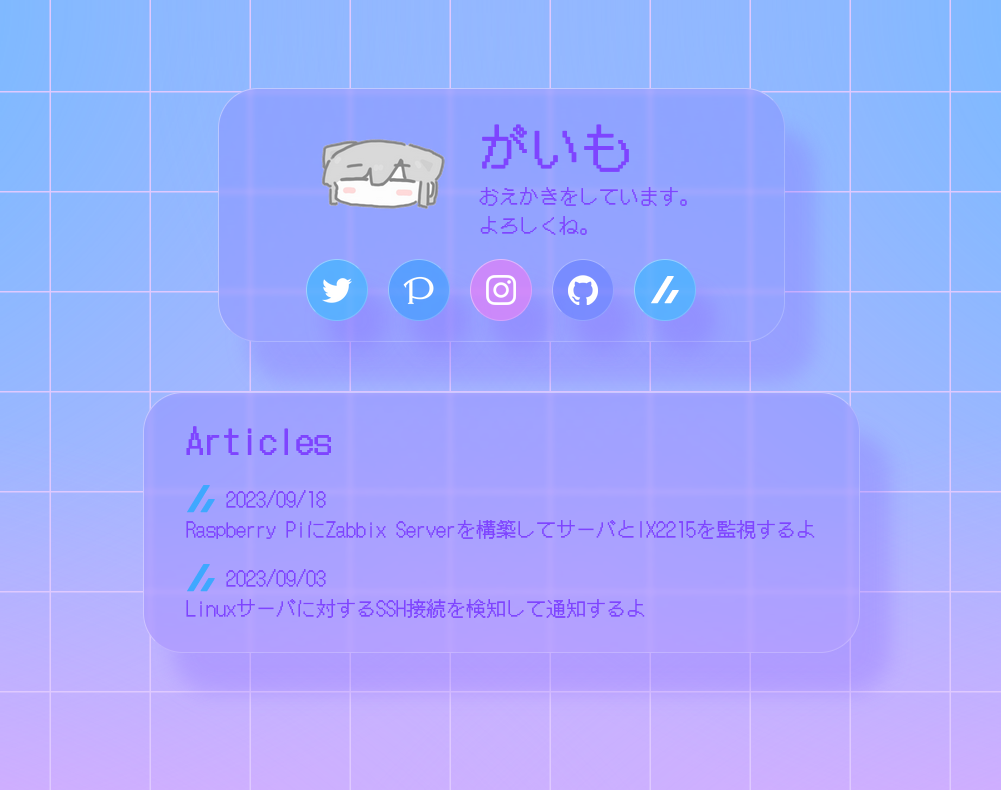 がいも
おえかきをしています。
よろしくね。
Articles
2023/09/18
Raspberry PiにZabbix Serverを構築してサーバとIX2215を監視するよ
2023/09/03
Linuxサーバに対するSSH接続を検知して通知するよ